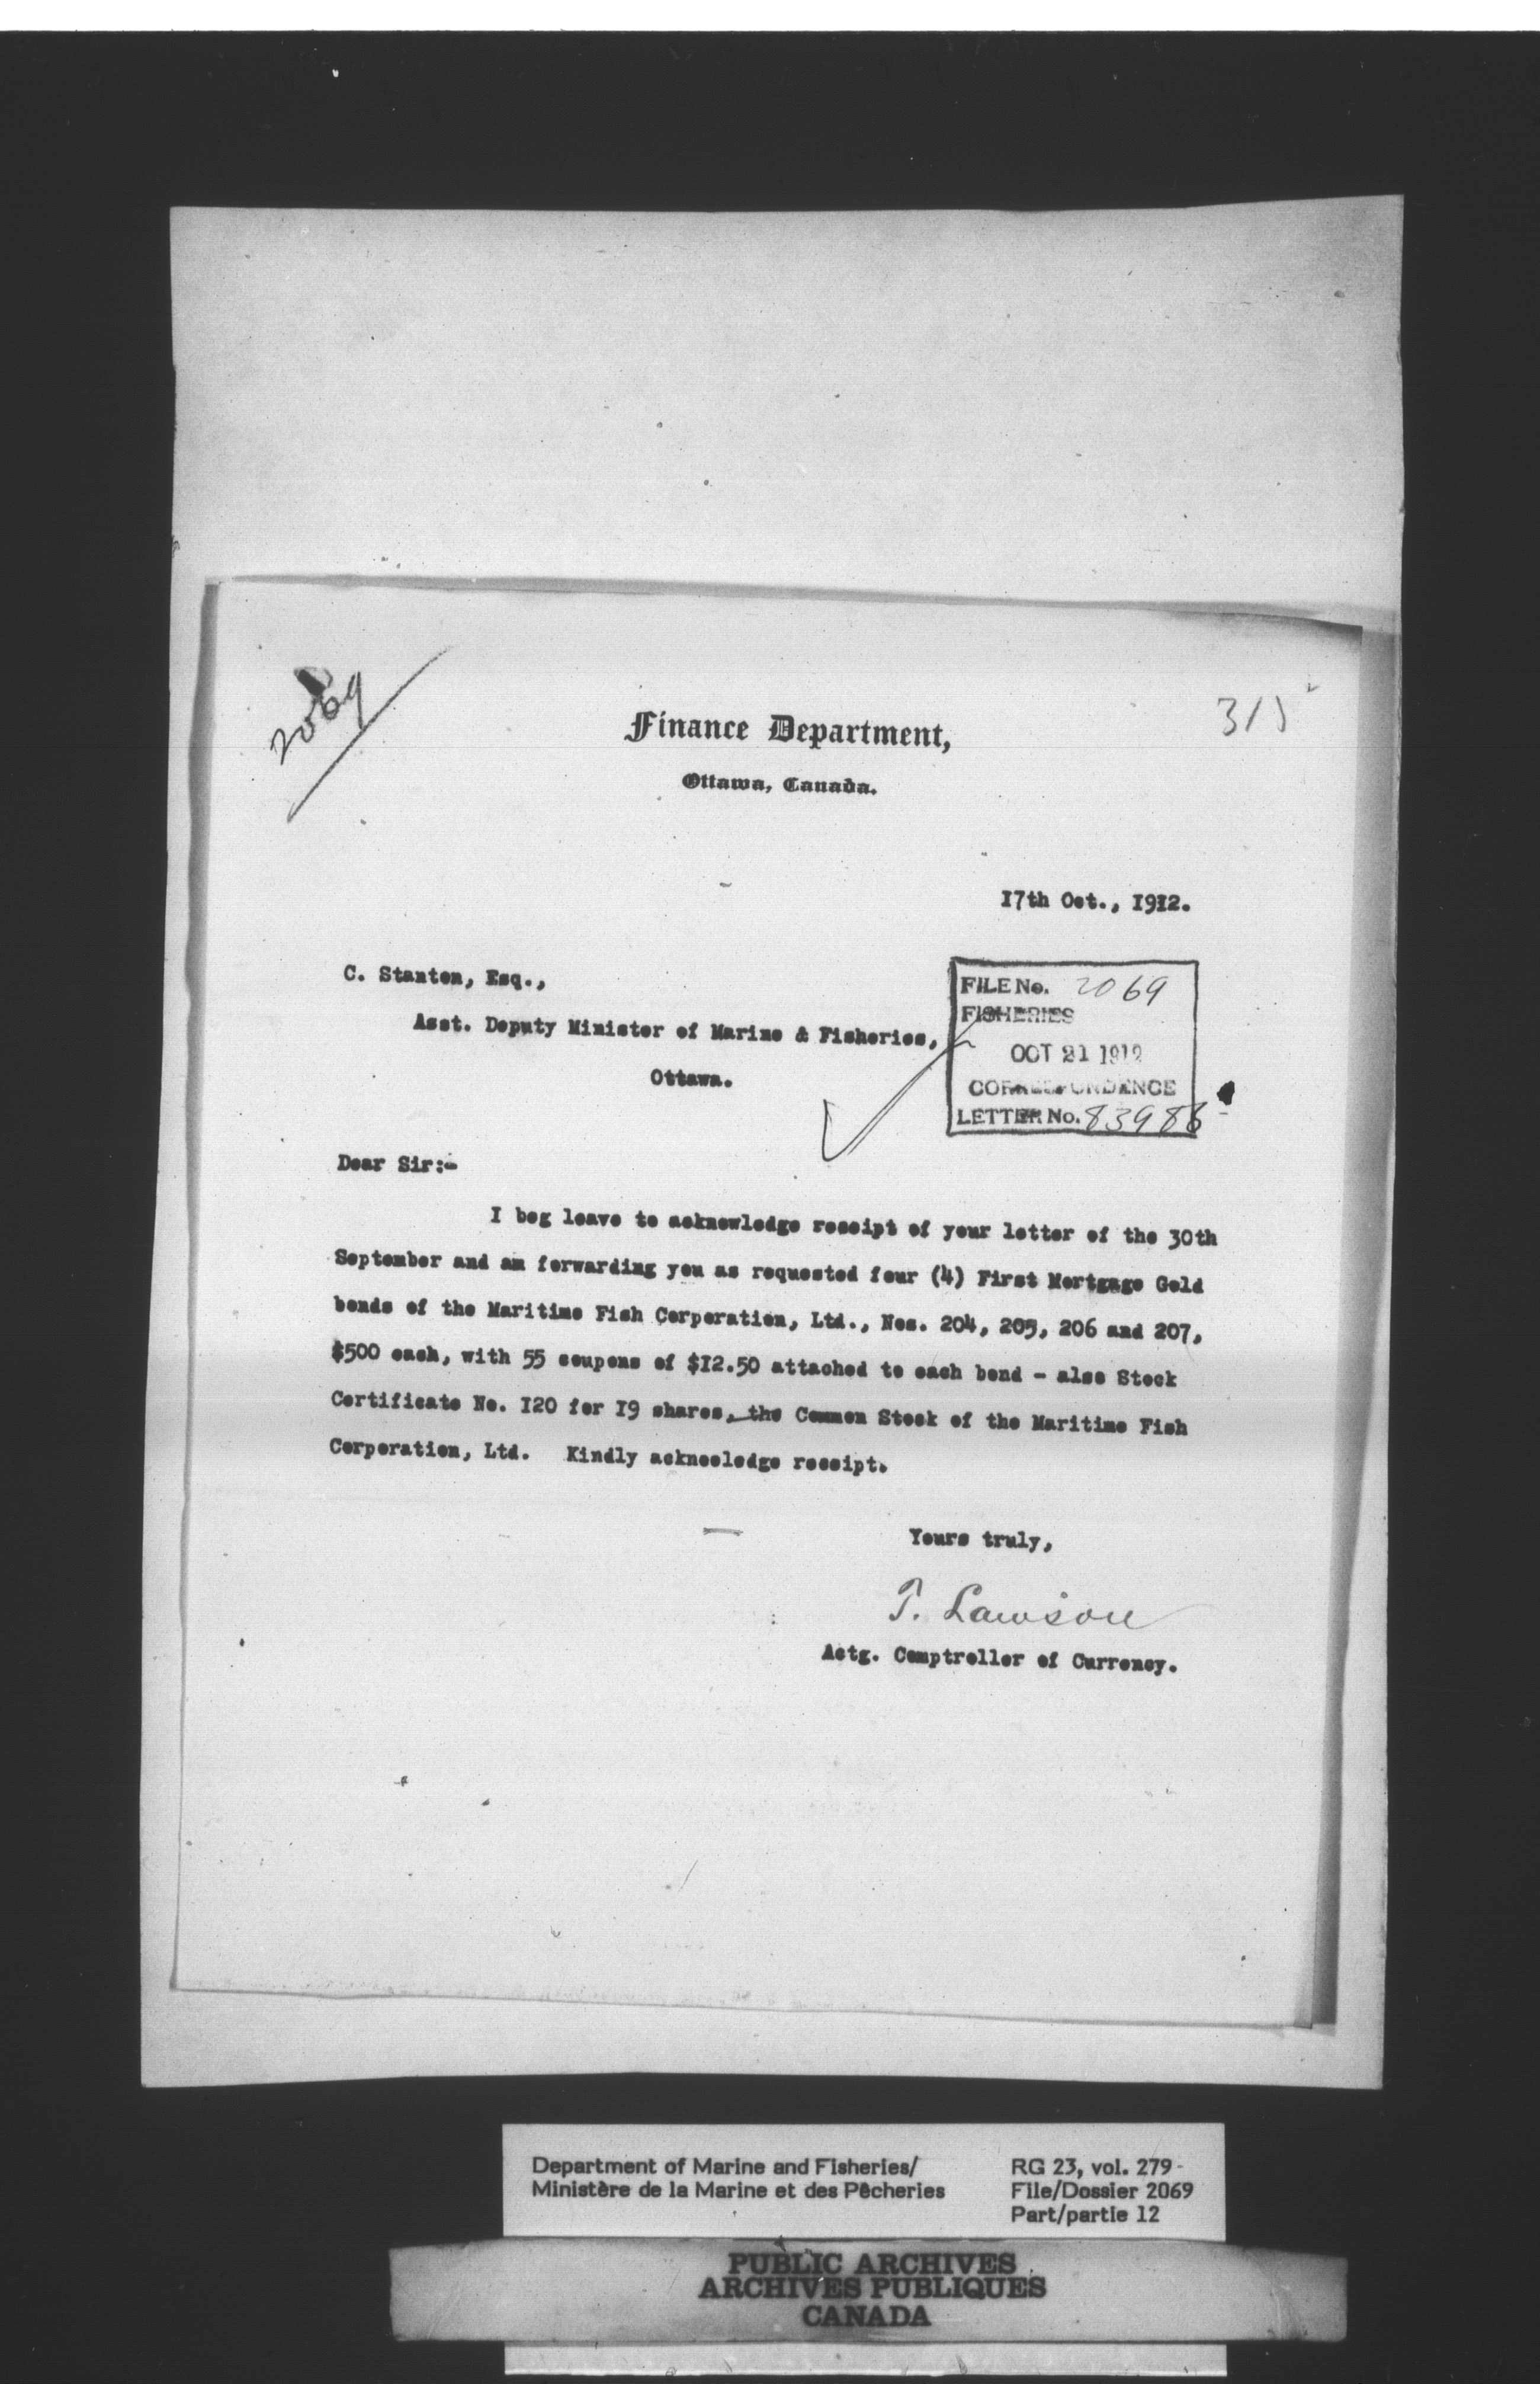 2069
315
Finance Department,
Ottawa, Canada.
17th Oct., 1912.
C. Stanton, Esq.,
Asst. Deputy Minister of Marine & Fisheries,
Ottawa.
FILE No. 2069
FISHERIES
OCT 21 1912
CORRESPONDENCE
LETTER No. 83986
Dear Sir:-
I beg leave to acknowledge receipt of your letter of the 30th
September and am forwarding you as requested four (4) First Mortgage Gold
bonds of the Maritime Fish Corporation, Ltd., Nos. 204, 205, 206 and 207,
$500 each, with 55 coupons of $12.50 attached to each bond - also Stock
Certificate No. 120 for 19 shares, the Common Stock of the Maritime Fish
Corporation, Ltd. Kindly ackneoledge receipt.
Yours truly,
T. Lawson
Actg. Comptroller of Currency.
Department of Marine and Fisheries/
Ministère de la Marine et des Pêcheries
RG 23, vol. 279
File/Dossier 2069
Part/partie 12
PUBLIC ARCHIVES
ARCHIVES PUBLIQUES
CANADA